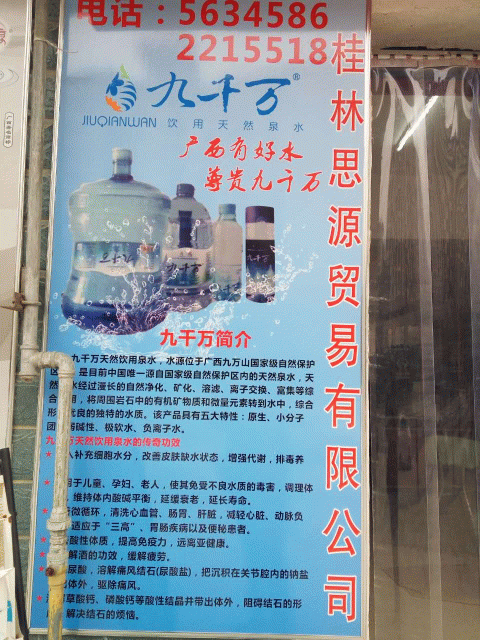 电话：5634586
2215518
九千万®
JIUQIANWAN 饮用天然泉水
广西有好水
尊贵九千万
桂林思源贸易有限公司
九千万
九千万简介
九千万天然饮用泉水，水源位于广西九万山国家级自然保护
区，是目前中国唯一源自国家级自然保护区内的天然泉水，天
然 水经过漫长的自然净化、矿化、溶滤、离子交换、富集等综
合 用，将周围岩石中的有机矿物质和微量元素转到水中，综合
形 优良的独特的水质。该产品具有五大特性：原生、小分子
团 弱碱性、极软水、负离子水。
九 万天然饮用泉水的传奇功效
★ 入补充细胞水分，改善皮肤缺水状态，增强代谢，排毒养
用于儿童、孕妇、老人，使其免受不良水质的毒害，调理体
维持体内酸碱平衡，延缓衰老，延长寿命。
微循环，清洗心血管、肠胃、肝脏，减轻心脏、动脉负
适应于“三高”、胃肠疾病以及便秘患者。
酸性体质，提高免疫力，远离亚健康。
解酒的功效，缓解疲劳。
尿酸，溶解痛风结石(尿酸盐)，把沉积在关节腔内的钠盐
体外，驱除痛风。
草酸钙、磷酸钙等酸性结晶并带出体外，阻碍结石的形
解决结石的烦恼。